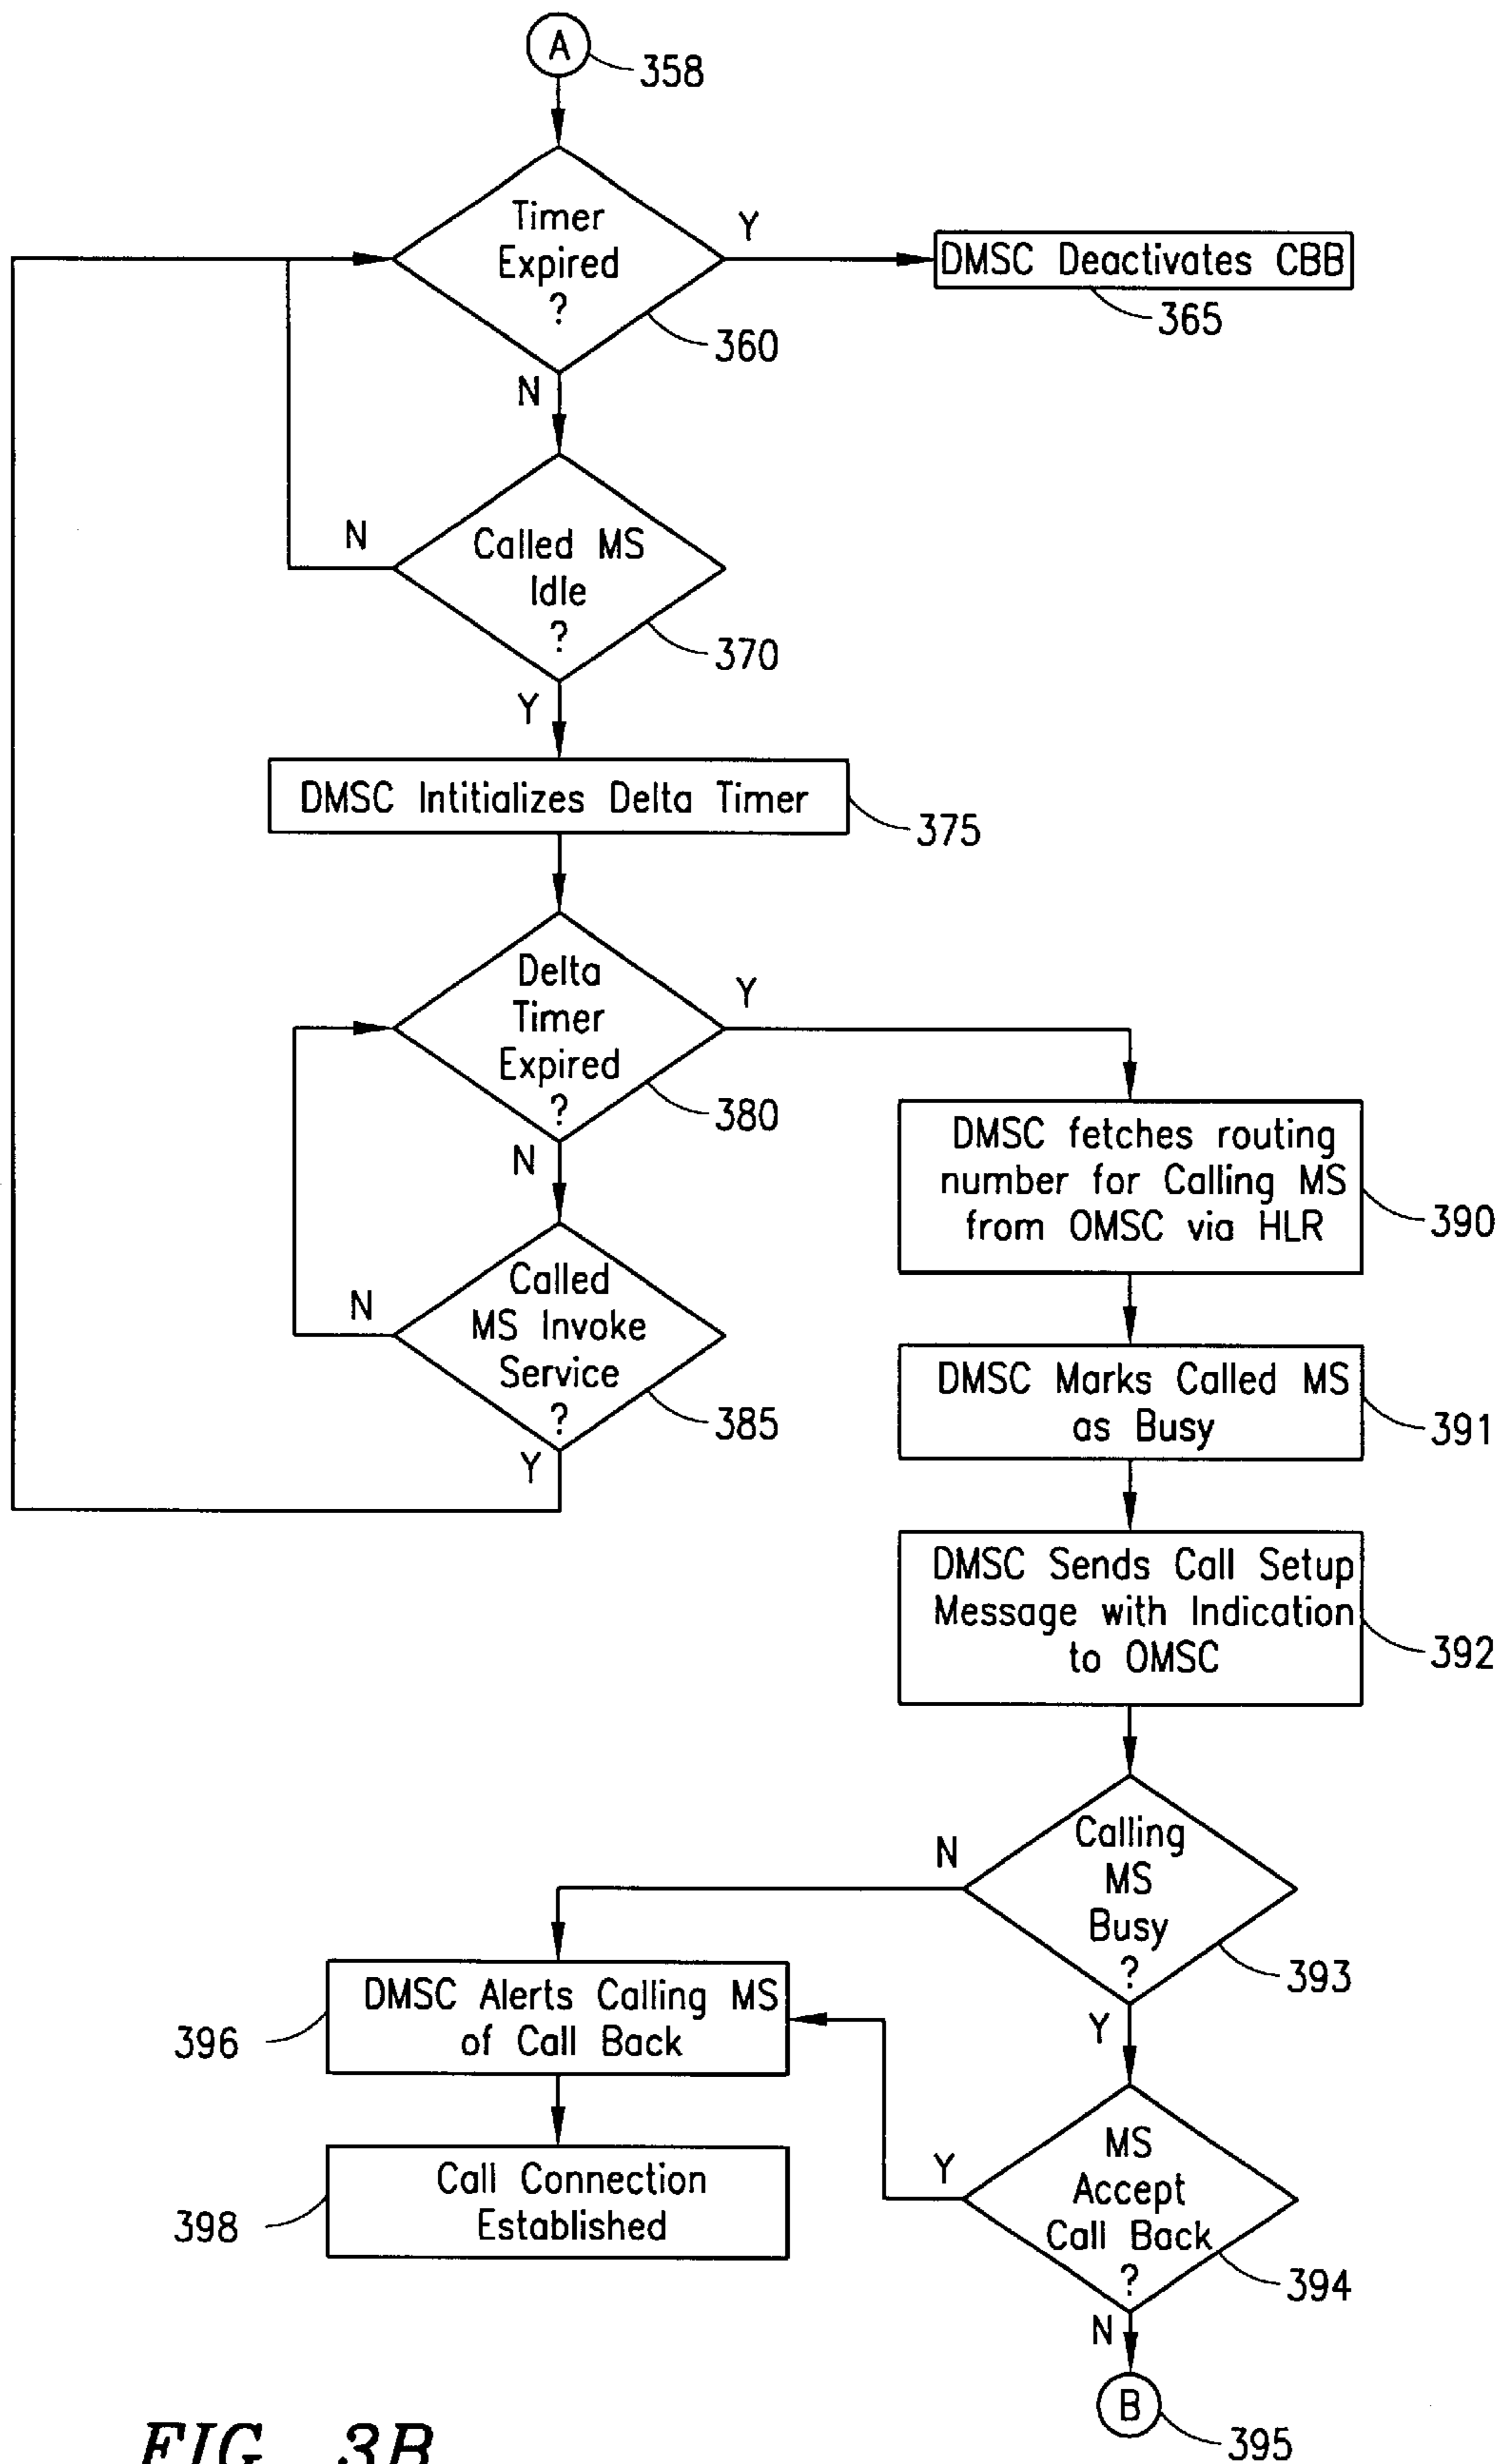 A
358
Timer
Expired
?
Y
360
DMSC Deactivates CBB
365
N
Called MS
Idle
?
N
370
Y
DMSC Intitializes Delta Timer
375
Delta
Timer
Expired
?
Y
380
N
Called
MS Invoke
Service
?
N
385
Y
DMSC fetches routing
number for Calling MS
from OMSC via HLR
390
DMSC Marks Called MS
as Busy
391
DMSC Sends Call Setup
Message with Indication
to OMSC
392
Calling
MS
Busy
?
N
393
Y
DMSC Alerts Calling MS
of Call Back
396
Call Connection
Established
398
MS
Accept
Call Back
?
Y
394
N
B
395
FIG. 3B